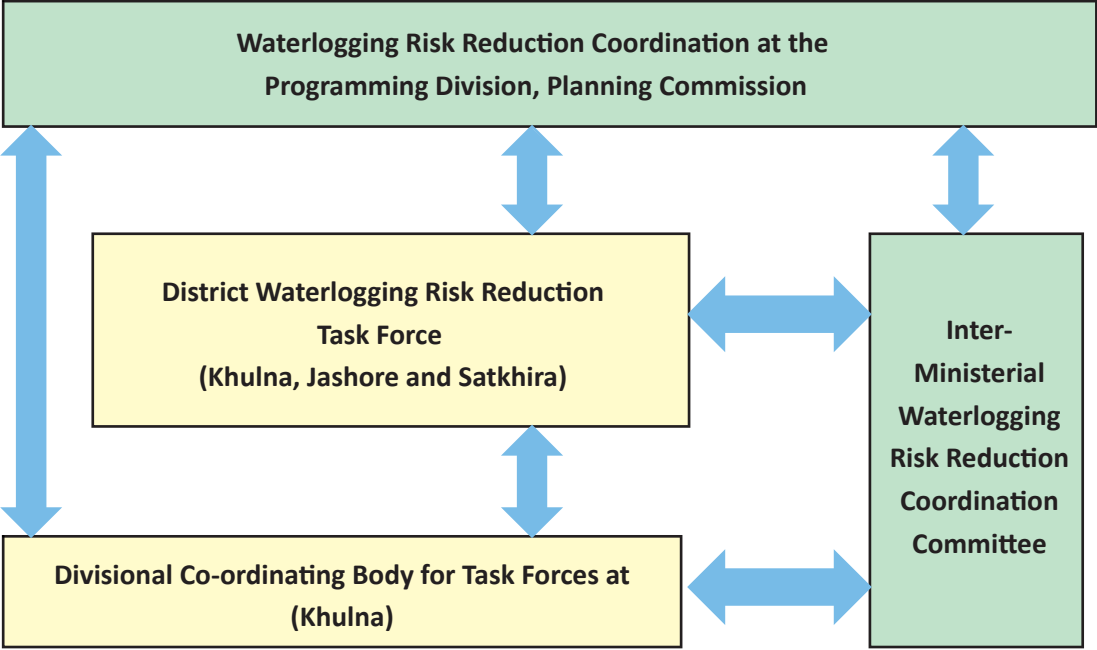 Waterlogging Risk Reduction Coordination at the
Programming Division, Planning Commission
District Waterlogging Risk Reduction
Task Force
(Khulna, Jashore and Satkhira)
Inter-
Ministerial
Waterlogging
Risk Reduction
Coordination
Committee
Divisional Co-ordinating Body for Task Forces at
(Khulna)